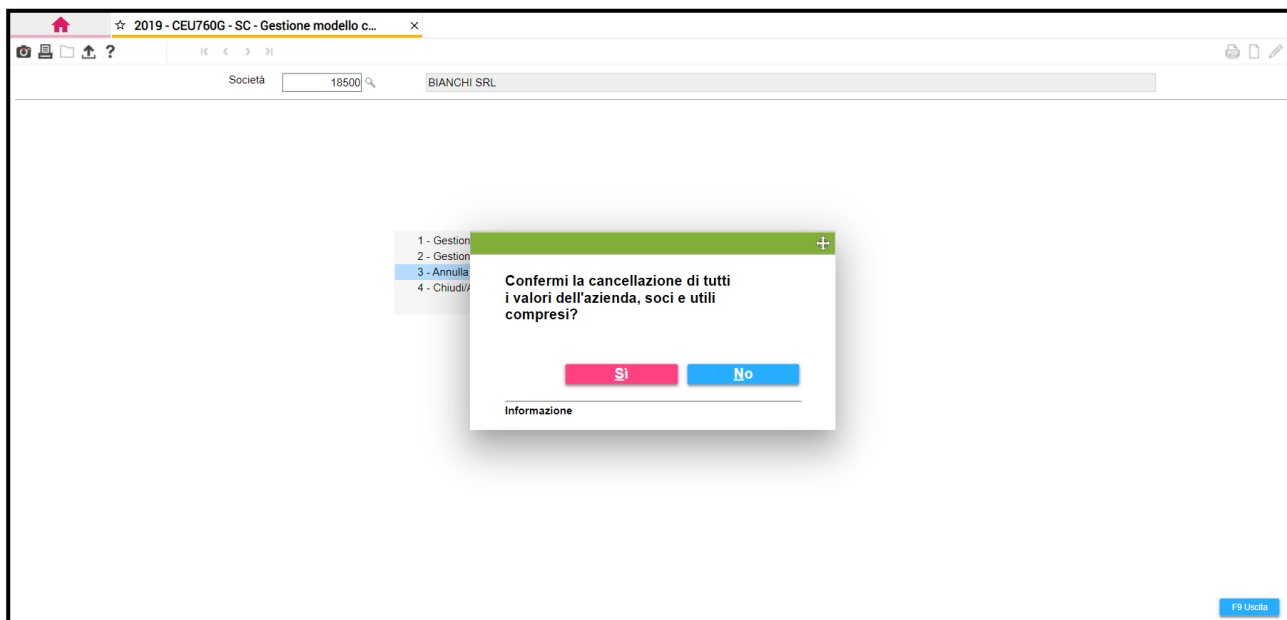 ☆ 2019 - CEU760G - SC - Gestione modello c... ×
?
Società 18500 BIANCHI SRL
1 - Gestion
2 - Gestion
3 - Annulla
4 - Chiudi/A
Confermi la cancellazione di tutti
i valori dell'azienda, soci e utili
compresi?
Sì No
Informazione
F9 Uscita